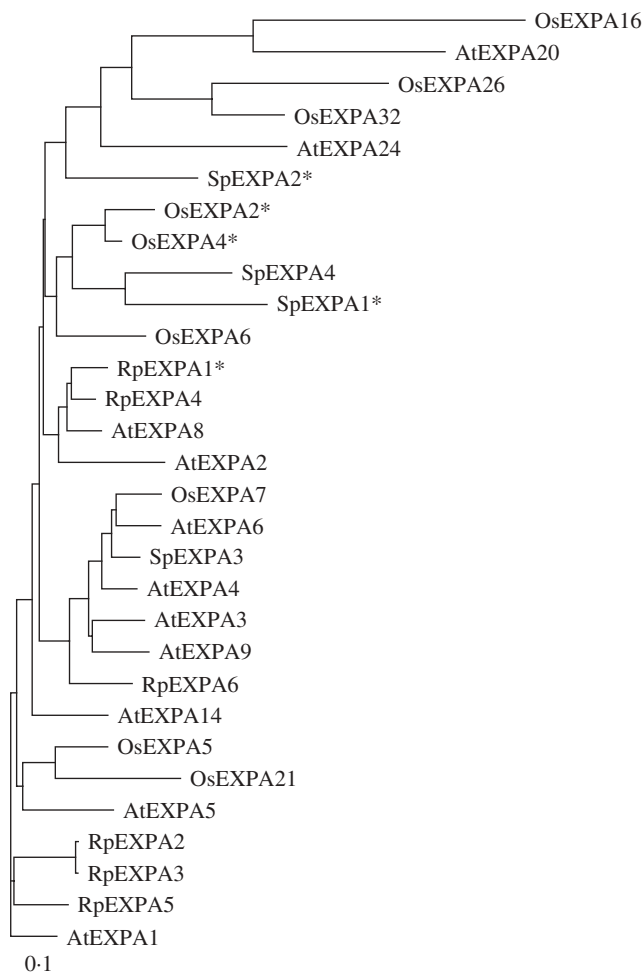 OsEXPA16
AtEXPA20
OsEXPA26
OsEXPA32
AtEXPA24
SpEXPA2*
OsEXPA2*
OsEXPA4*
SpEXPA4
SpEXPA1*
OsEXPA6
RpEXPA1*
RpEXPA4
AtEXPA8
AtEXPA2
OsEXPA7
AtEXPA6
SpEXPA3
AtEXPA4
AtEXPA3
AtEXPA9
RpEXPA6
AtEXPA14
OsEXPA5
OsEXPA21
AtEXPA5
RpEXPA2
RpEXPA3
RpEXPA5
AtEXPA1
0·1